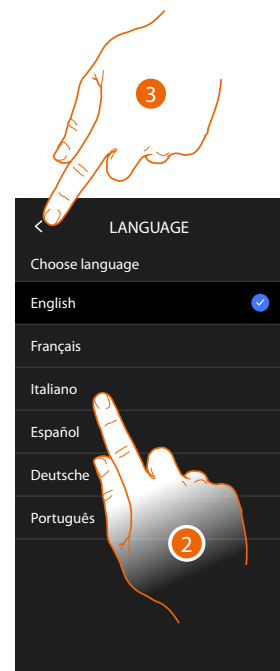 3
LANGUAGE
Choose language
English
Français
Italiano
Español
Deutsche
Português
2